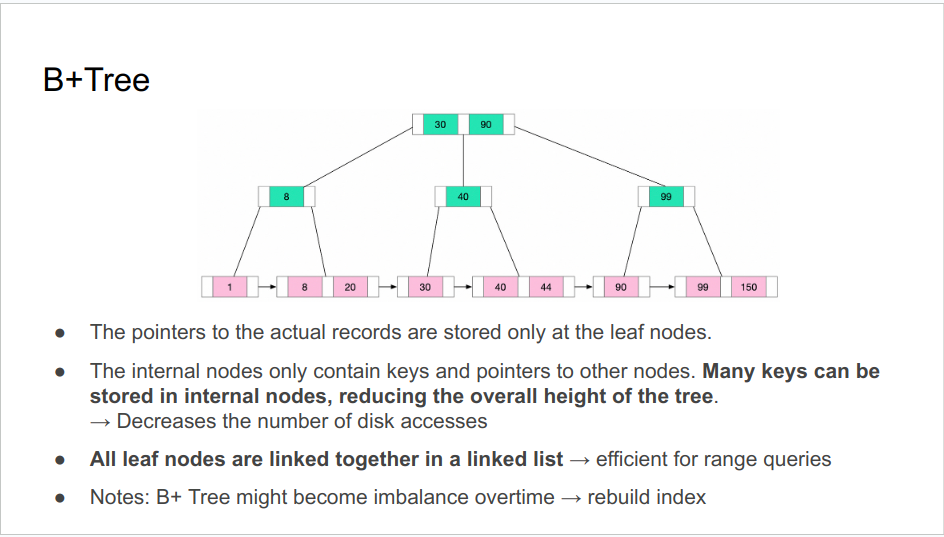 B+Tree
30 90
8 40 99
1 8 20 30 40 44 90 99 150
● The pointers to the actual records are stored only at the leaf nodes.
● The internal nodes only contain keys and pointers to other nodes. Many keys can be
stored in internal nodes, reducing the overall height of the tree.
→ Decreases the number of disk accesses
● All leaf nodes are linked together in a linked list → efficient for range queries
● Notes: B+ Tree might become imbalance overtime → rebuild index